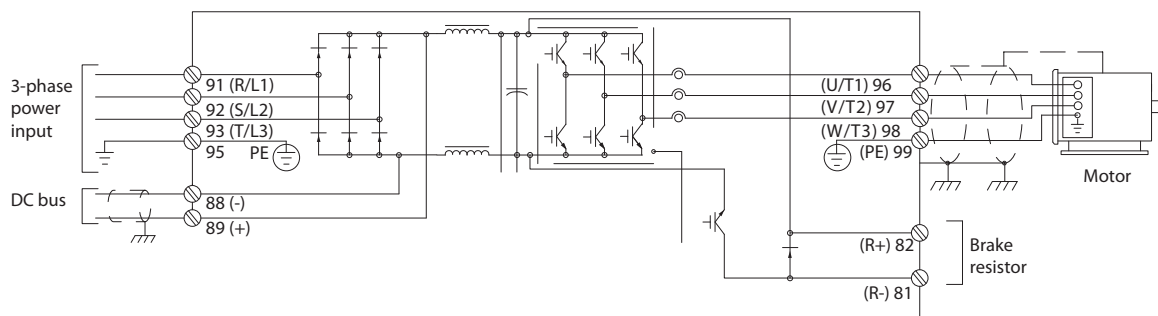 3-phase
power
input
91 (R/L1)
92 (S/L2)
93 (T/L3)
95
PE
DC bus
88 (-)
89 (+)
(U/T1) 96
(V/T2) 97
(W/T3) 98
(PE) 99
Motor
(R+) 82
(R-) 81
Brake
resistor